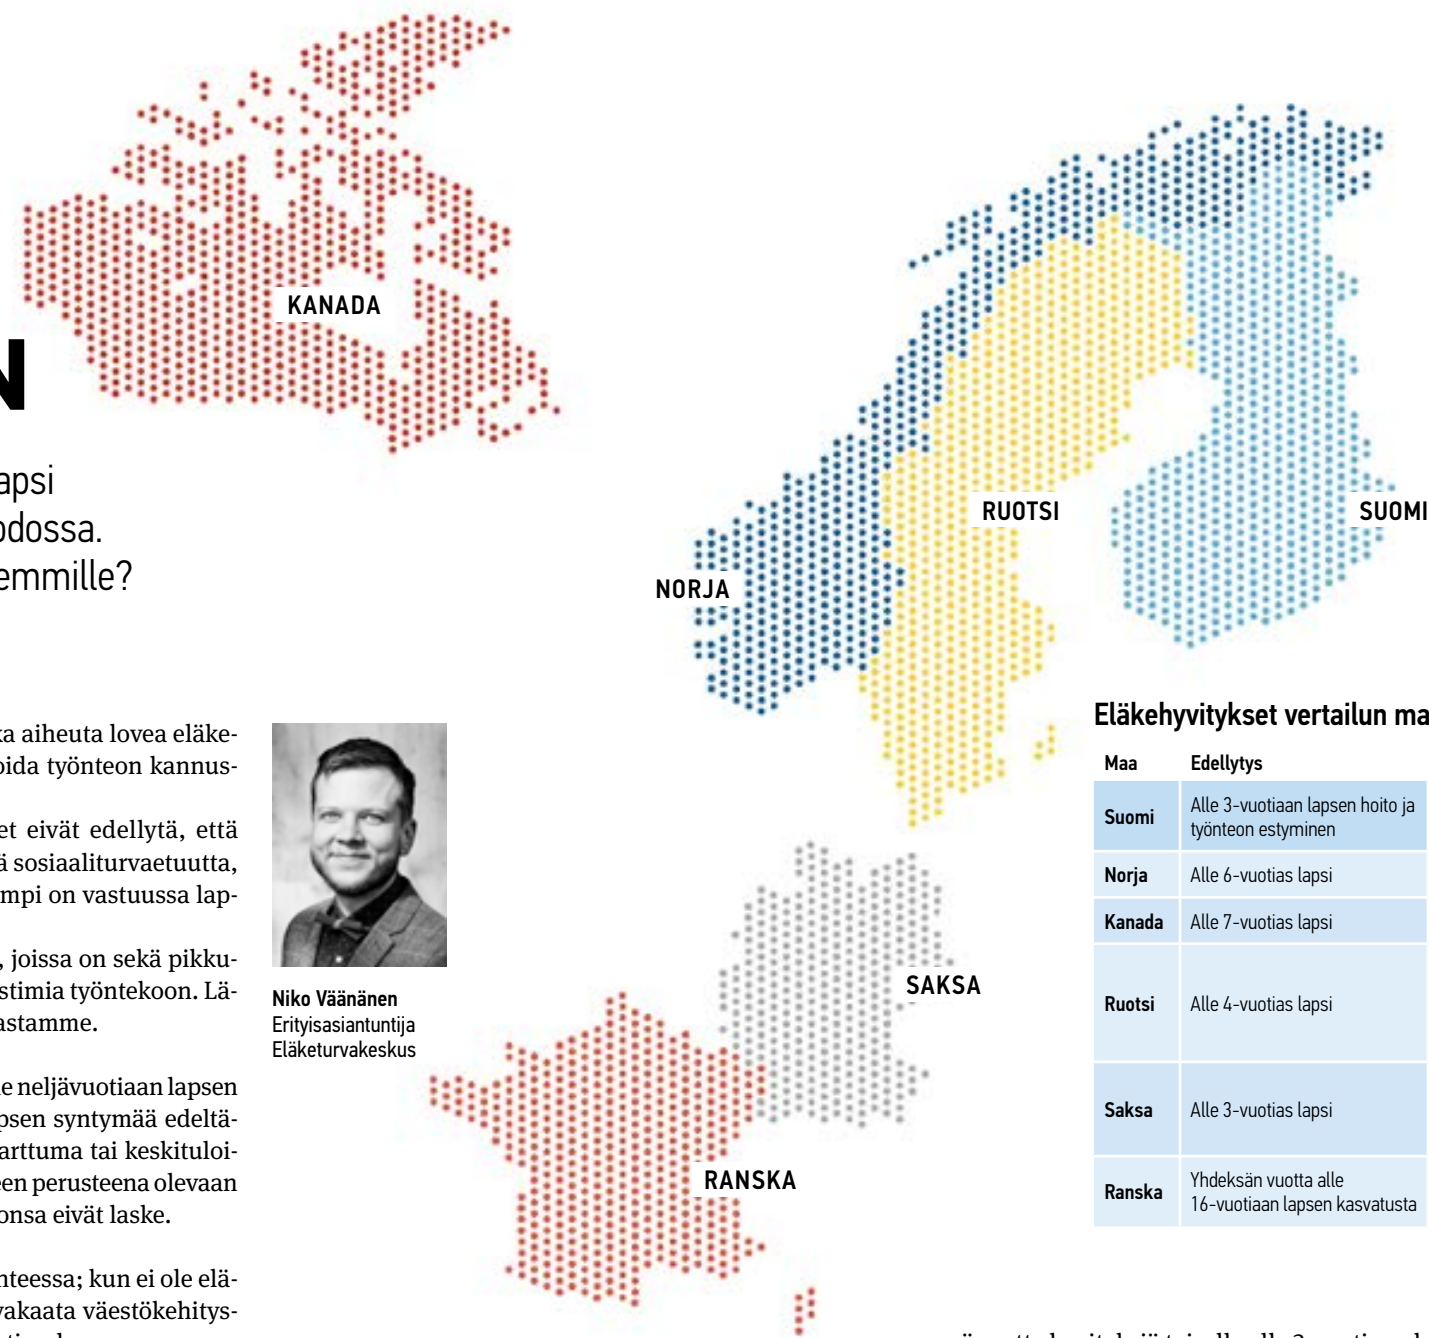 KANADA
N
apsi
odossa.
emmille?
RUOTSI
SUOMI
NORJA
ka aiheuta lovea eläke-
oida työnteon kannus-
et eivät edellytä, että
ä sosiaaliturvaetuutta,
mpi on vastuussa lap-
, joissa on sekä pikku-
stimia työntekoon. Lä-
astamme.
le neljävuotiaan lapsen
psen syntymää edeltä-
arttuma tai keskituloi-
een perusteena olevaan
onsa eivät laske.
nteessa; kun ei ole elä-
vakaata väestökehitys-
Niko Väänänen
Erityisasiantuntija
Eläketurvakeskus
SAKSA
RANSKA
Eläkehyvitykset vertailun ma
Maa Edellytys
Suomi Alle 3-vuotiaan lapsen hoito ja
työnteon estyminen
Norja Alle 6-vuotias lapsi
Kanada Alle 7-vuotias lapsi
Ruotsi Alle 4-vuotias lapsi
Saksa Alle 3-vuotias lapsi
Ranska Yhdeksän vuotta alle
16-vuotiaan lapsen kasvatusta